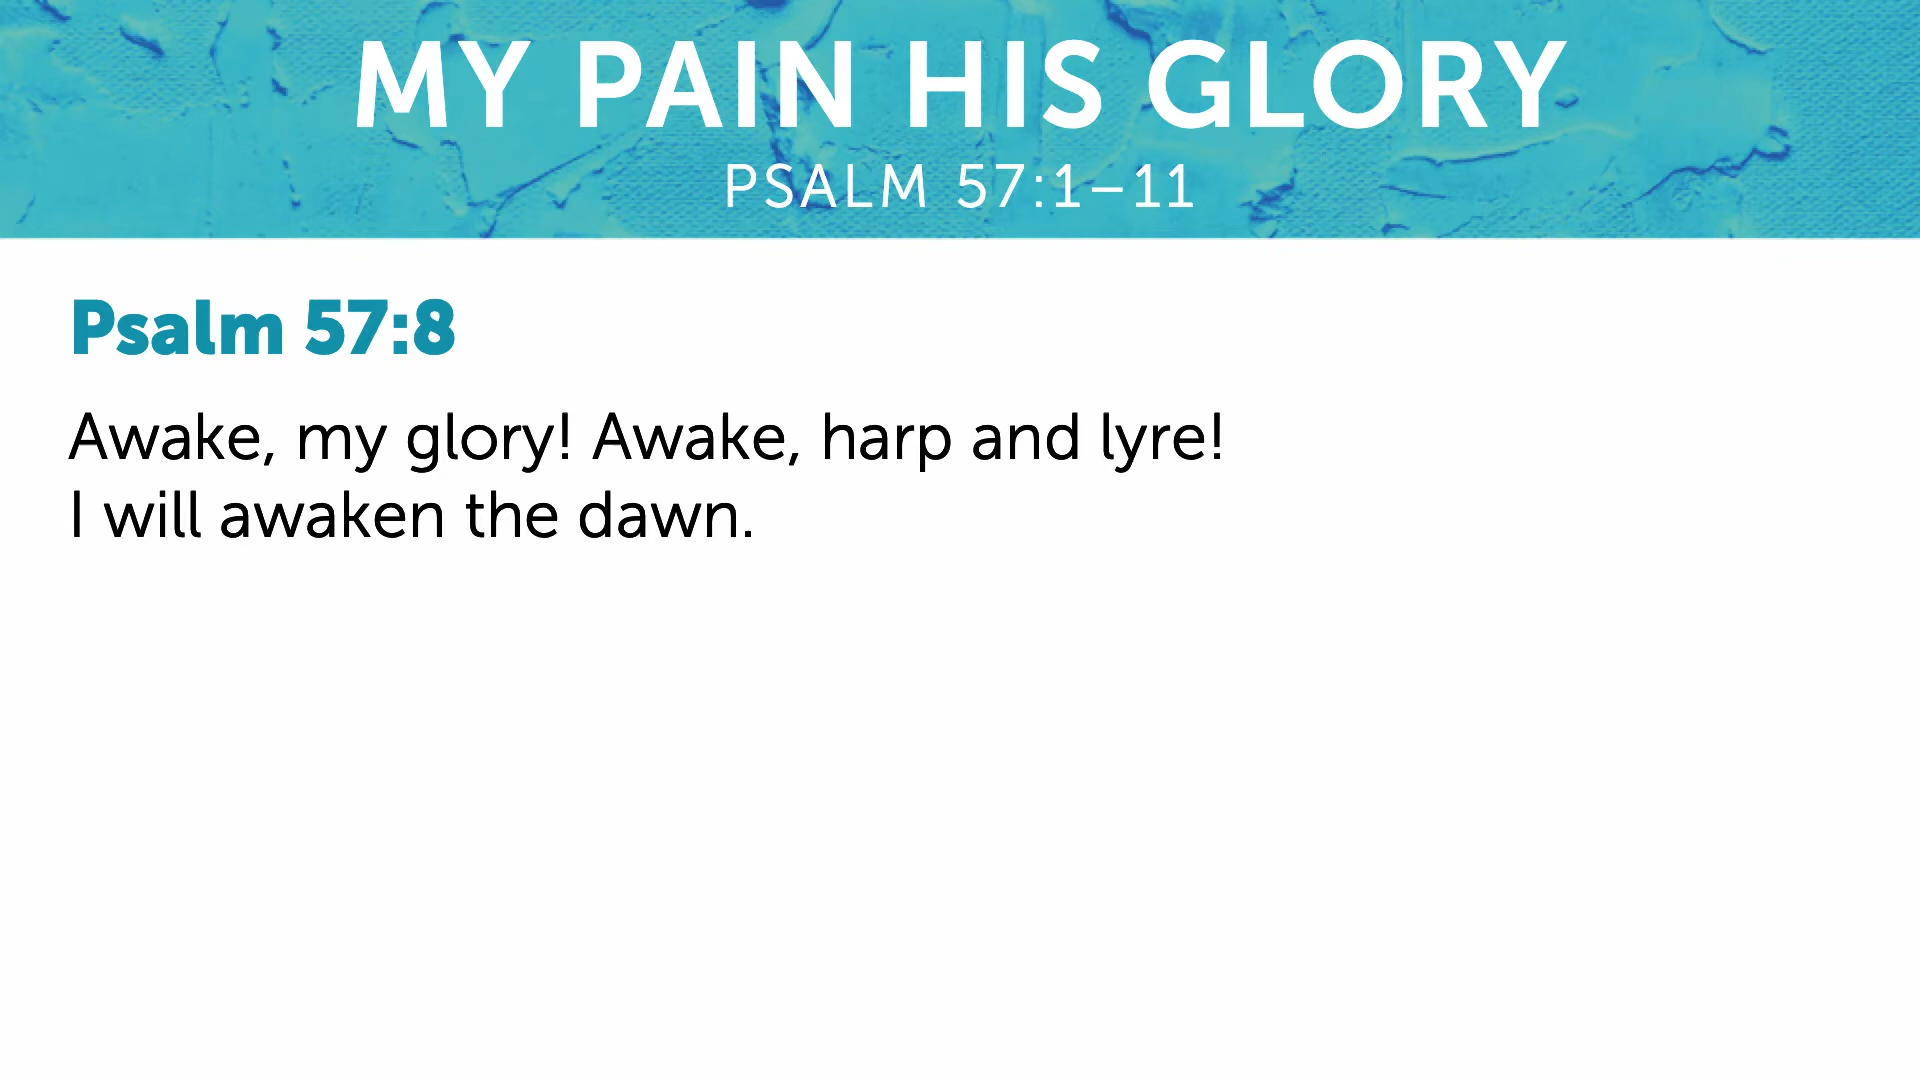 MY PAIN HIS GLORY
PSALM 57:1–11
Psalm 57:8
Awake, my glory! Awake, harp and lyre!
I will awaken the dawn.